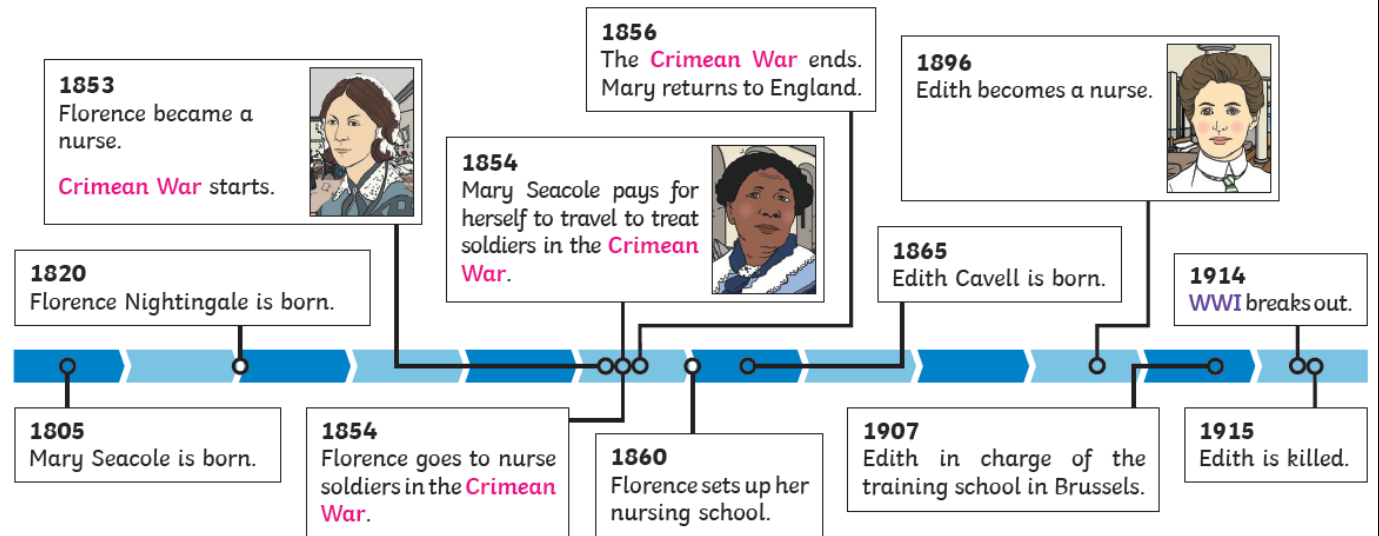 1853
Florence became a
nurse.
Crimean War starts.
1856
The Crimean War ends.
Mary returns to England.
1896
Edith becomes a nurse.
1854
Mary Seacole pays for
herself to travel to treat
soldiers in the Crimean
War.
1820
Florence Nightingale is born.
1865
Edith Cavell is born.
1914
WWI breaks out.
1805
Mary Seacole is born.
1854
Florence goes to nurse
soldiers in the Crimean
War.
1860
Florence sets up her
nursing school.
1907
Edith in charge of the
training school in Brussels.
1915
Edith is killed.